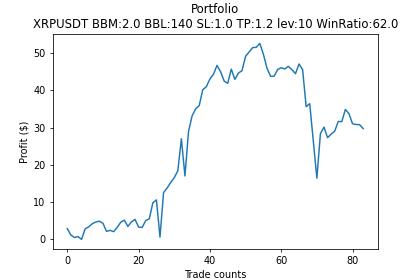 Portfolio
XRPUSDT BBM:2.0 BBL:140 SL:1.0 TP:1.2 lev:10 WinRatio:62.0
50
40
30
20
10
0
Profit ($)
0 20 40 60 80
Trade counts